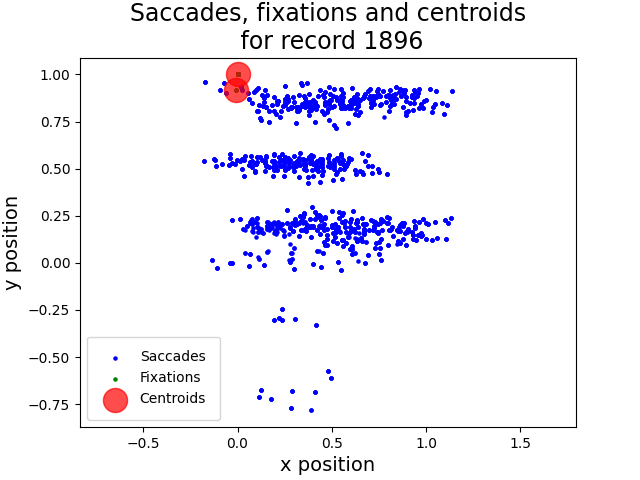 Saccades, fixations and centroids
for record 1896
1.00
0.75
0.50
0.25
0.00
−0.25
−0.50
−0.75
y position
Saccades
Fixations
Centroids
−0.5
0.0
0.5
1.0
1.5
x position